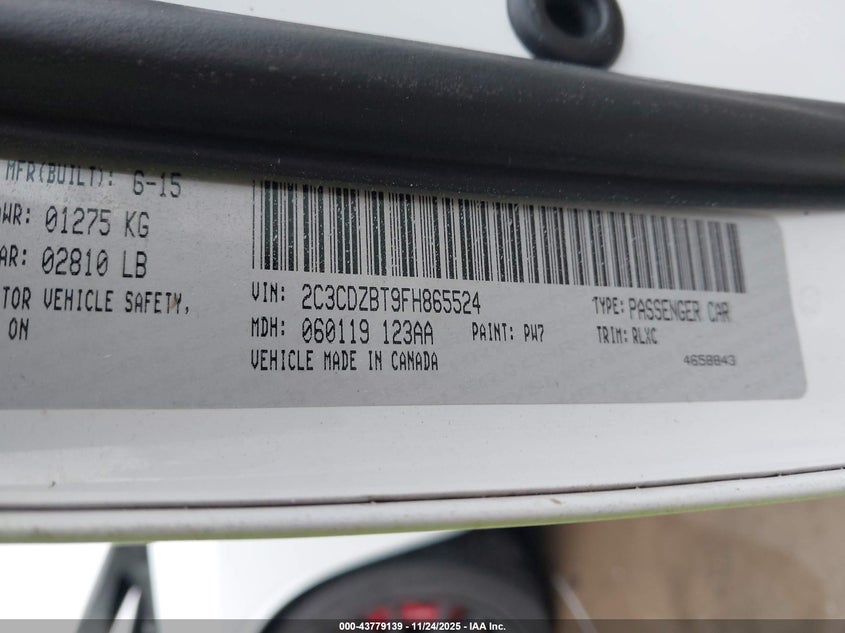 MFR(BUILT): 6-15
WR: 01275 KG
AR: 02810 LB
TOR VEHICLE SAFETY,
ON
VIN: 2C3CDZBT9FH865524
TYPE: PASSENGER CAR
MDH: 060119 123AA
PAINT: PW7
TRIM: RLXC
VEHICLE MADE IN CANADA
4658843
000-43779139 - 11/24/2025 - IAA Inc.